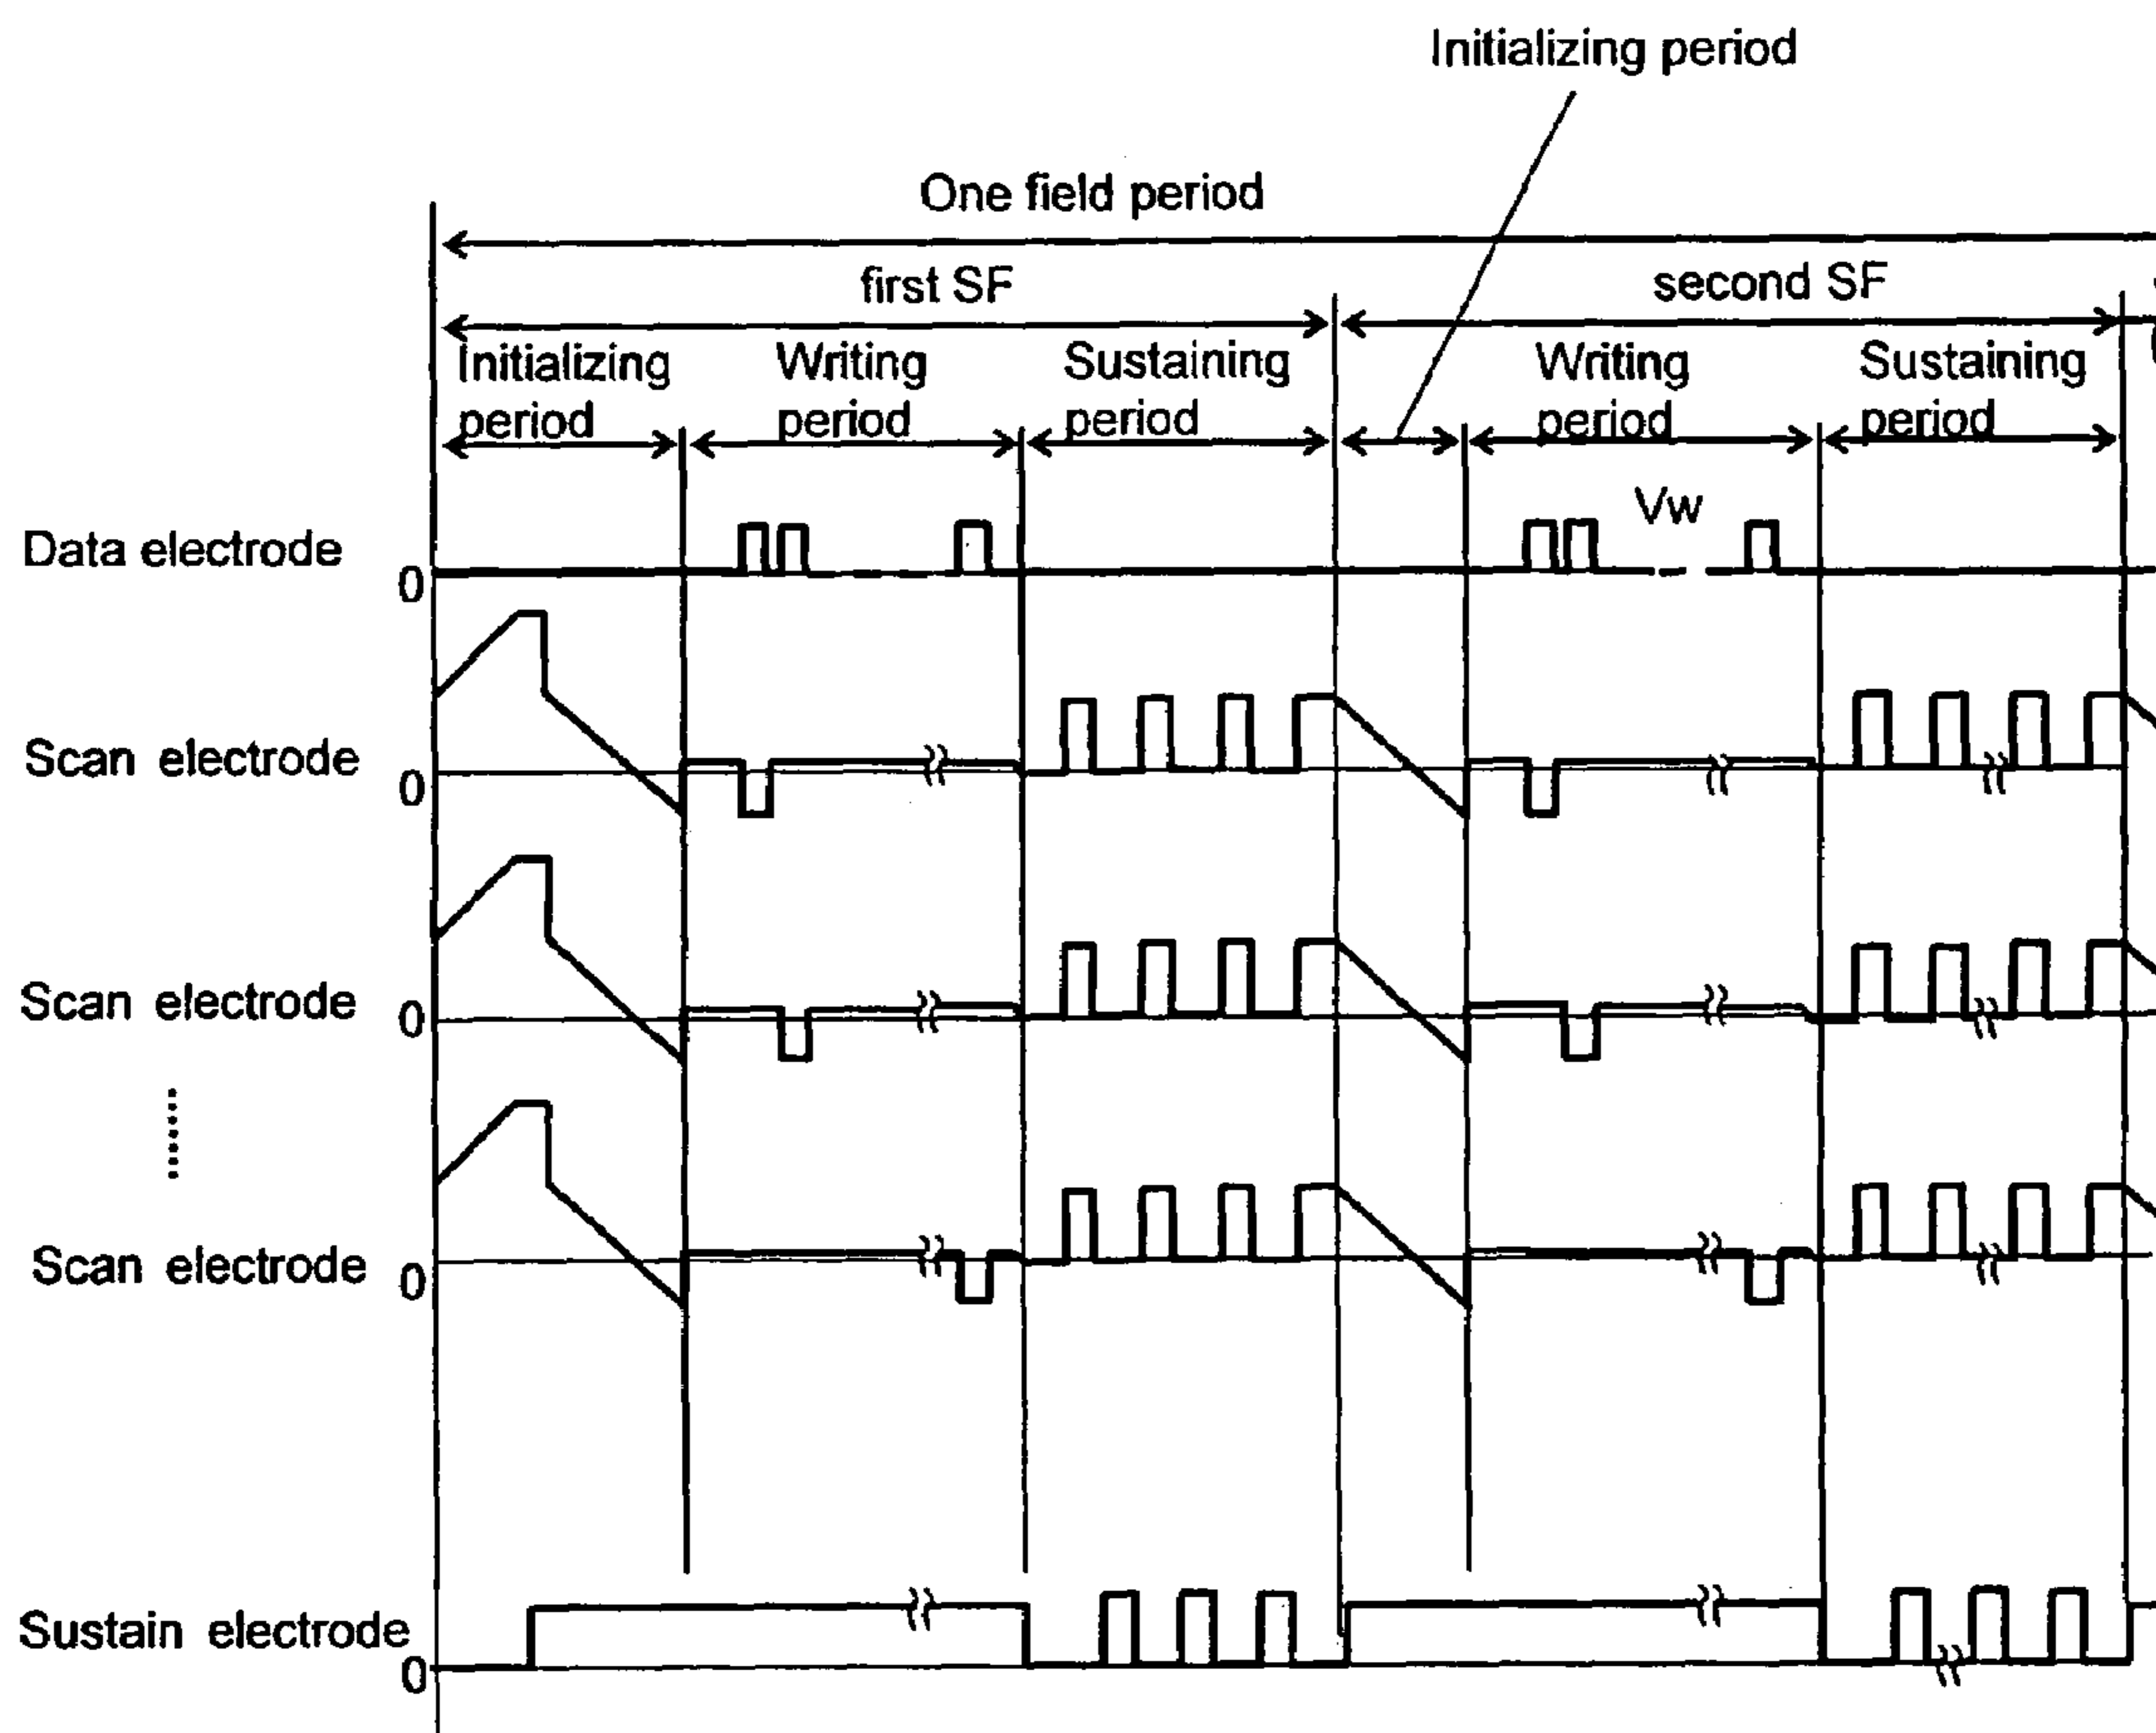 Initializing period
One field period
first SF
second SF
Initializing
period
Writing
period
Sustaining
period
Writing
period
Sustaining
period
Vw
Data electrode
0
Scan electrode
0
Scan electrode
0
Scan electrode
0
Sustain electrode
0